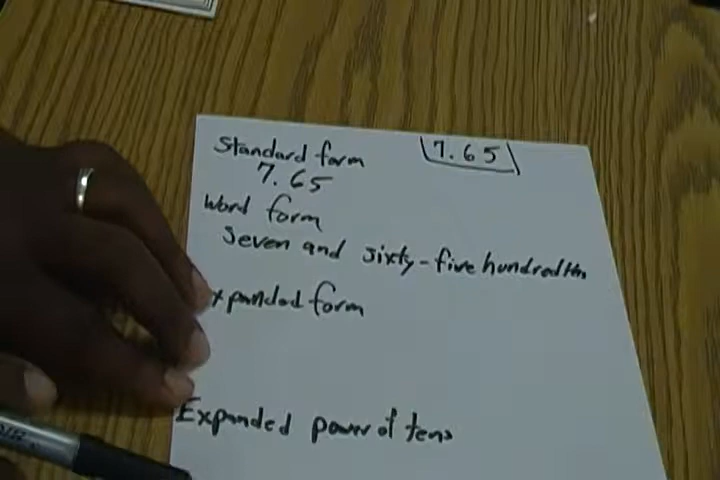 Standard form
7.65
7.65
Word form
Seven and sixty-five hundredths
xpanded form
Expanded power of tens